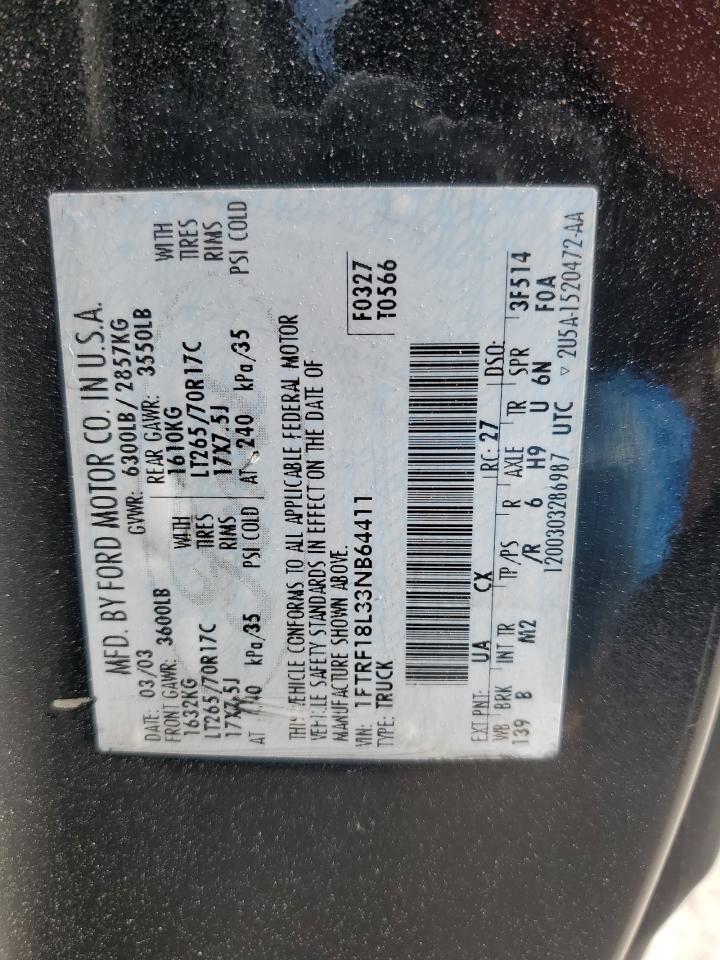 MFD. BY FORD MOTOR CO. IN U.S.A.
DATE: 03/03 GVWR: 6300LB/ 2857KG
FRONT GAWR: 3600LB REAR GAWR: 3550LB
1632KG WITH 1610KG WITH
LT265/70R17C TIRES LT265/70R17C TIRES
17X7.5J RIMS 17X7.5J RIMS
AT 240 kPa/35 PSI COLD AT 240 kPa/35 PSI COLD
THIS VEHICLE CONFORMS TO ALL APPLICABLE FEDERAL MOTOR
VEHICLE SAFETY STANDARDS IN EFFECT ON THE DATE OF
MANUFACTURE SHOWN ABOVE.
VIN: 1FTRF18L33NB64411 F0327
TYPE: TRUCK T0566
EXT PNT: UA CX RC: 27 DSO:
WB BRK INT TR TP/PS R AXLE TR SPR 3F514
139 B M2 /R 6 H9 U 6N F0A
1200303286987 UTC ▽ 2U5A-1520472-AA